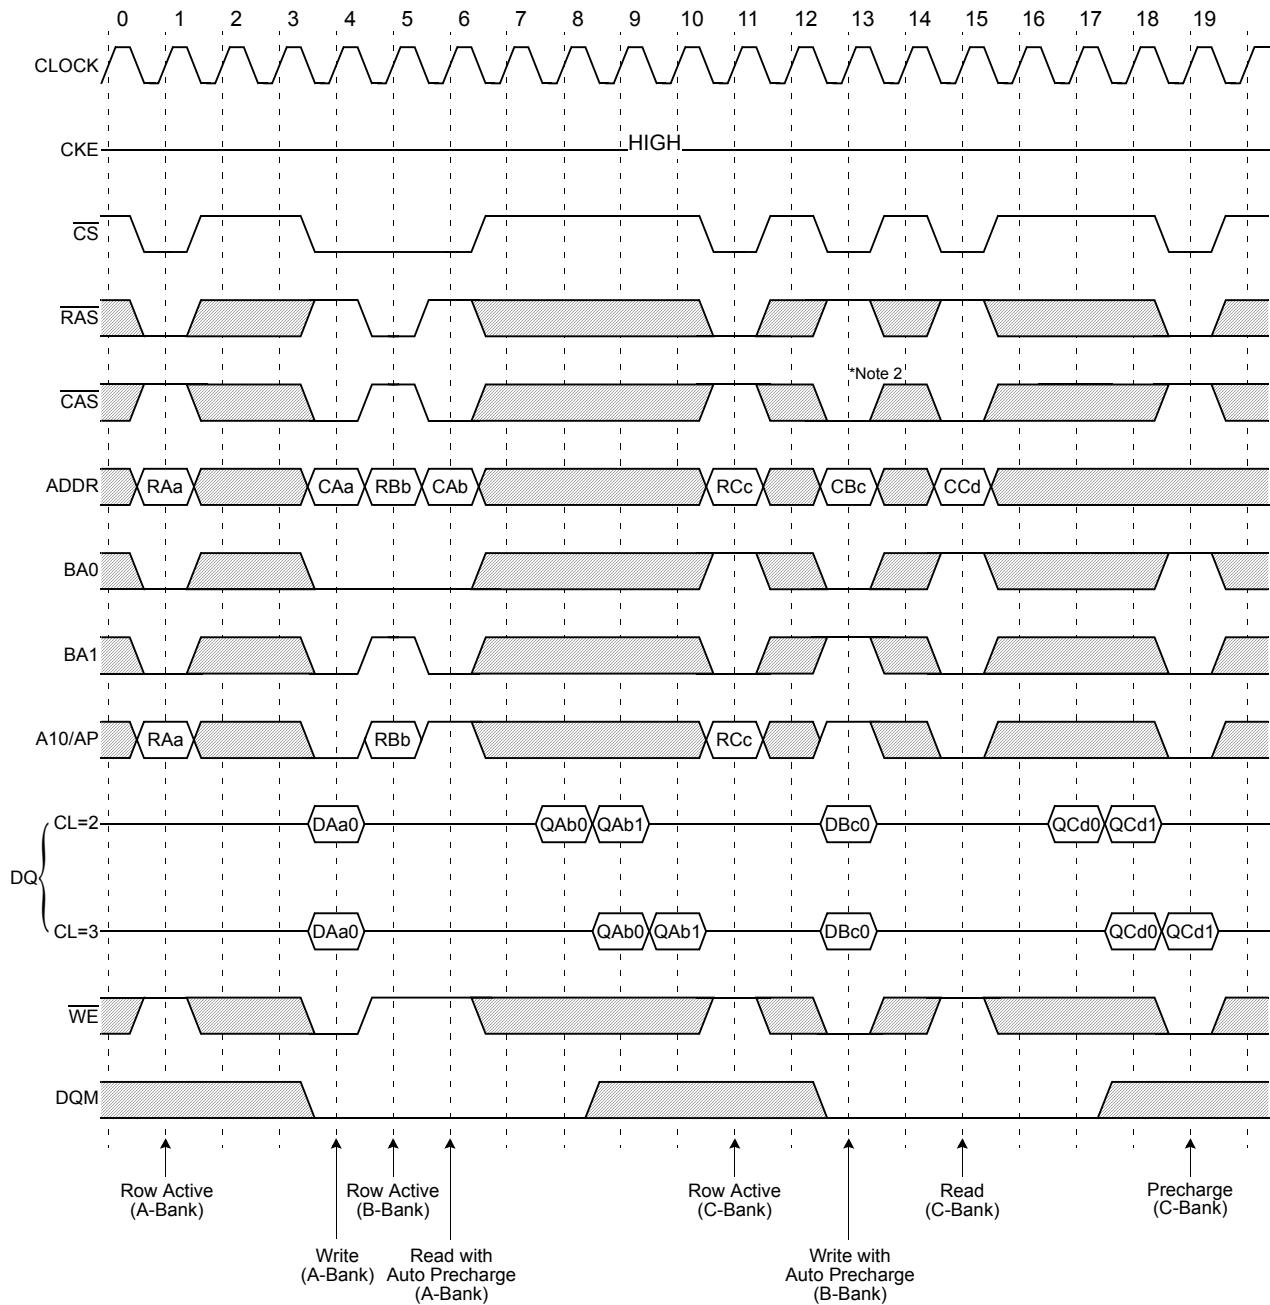 0 1 2 3 4 5 6 7 8 9 10 11 12 13 14 15 16 17 18 19
CLOCK
CKE HIGH
CS
RAS
*Note 2
CAS
ADDR RAa CAa RBb CAb RCc CBc CCd
BA0
BA1
A10/AP RAa RBb RCc
CL=2 DAa0 QAb0 QAb1 DBc0 QCd0 QCd1
DQ
CL=3 DAa0 QAb0 QAb1 DBc0 QCd0 QCd1
WE
DQM
Row Active
(A-Bank)
Row Active
(B-Bank)
Row Active
(C-Bank)
Read
(C-Bank)
Precharge
(C-Bank)
Write
(A-Bank)
Read with
Auto Precharge
(A-Bank)
Write with
Auto Precharge
(B-Bank)